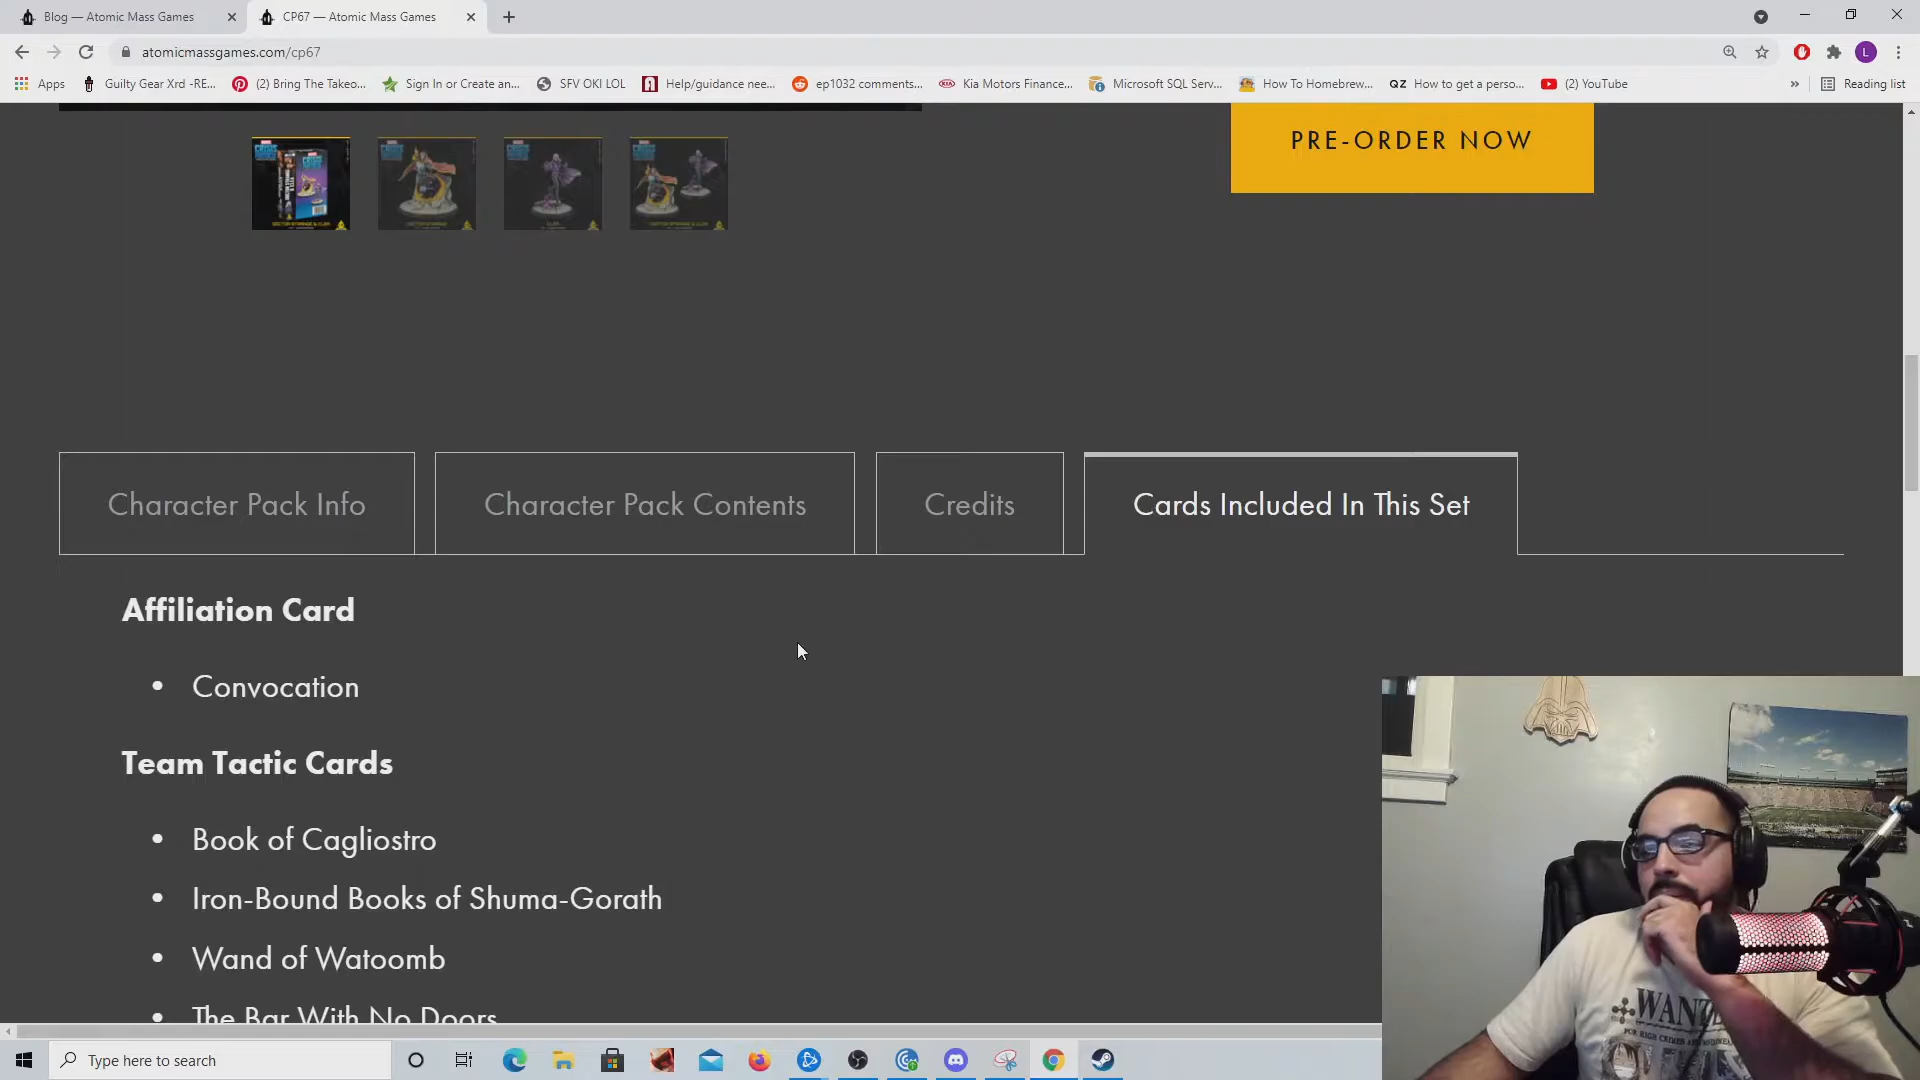 Blog — Atomic Mass Games
CP67 — Atomic Mass Games
atomicmassgames.com/cp67
L
Apps
Guilty Gear Xrd -RE...
(2) Bring The Takeo...
Sign In or Create an...
SFV OKI LOL
Help/guidance nee...
ep1032 comments...
Kia Motors Finance...
Microsoft SQL Serv...
How To Homebrew...
QZ How to get a perso...
(2) YouTube
»
Reading list
PRE-ORDER NOW
Character Pack Info
Character Pack Contents
Credits
Cards Included In This Set
Affiliation Card
• Convocation
Team Tactic Cards
• Book of Cagliostro
• Iron-Bound Books of Shuma-Gorath
• Wand of Watoomb
• The Bar With No Doors
Type here to search